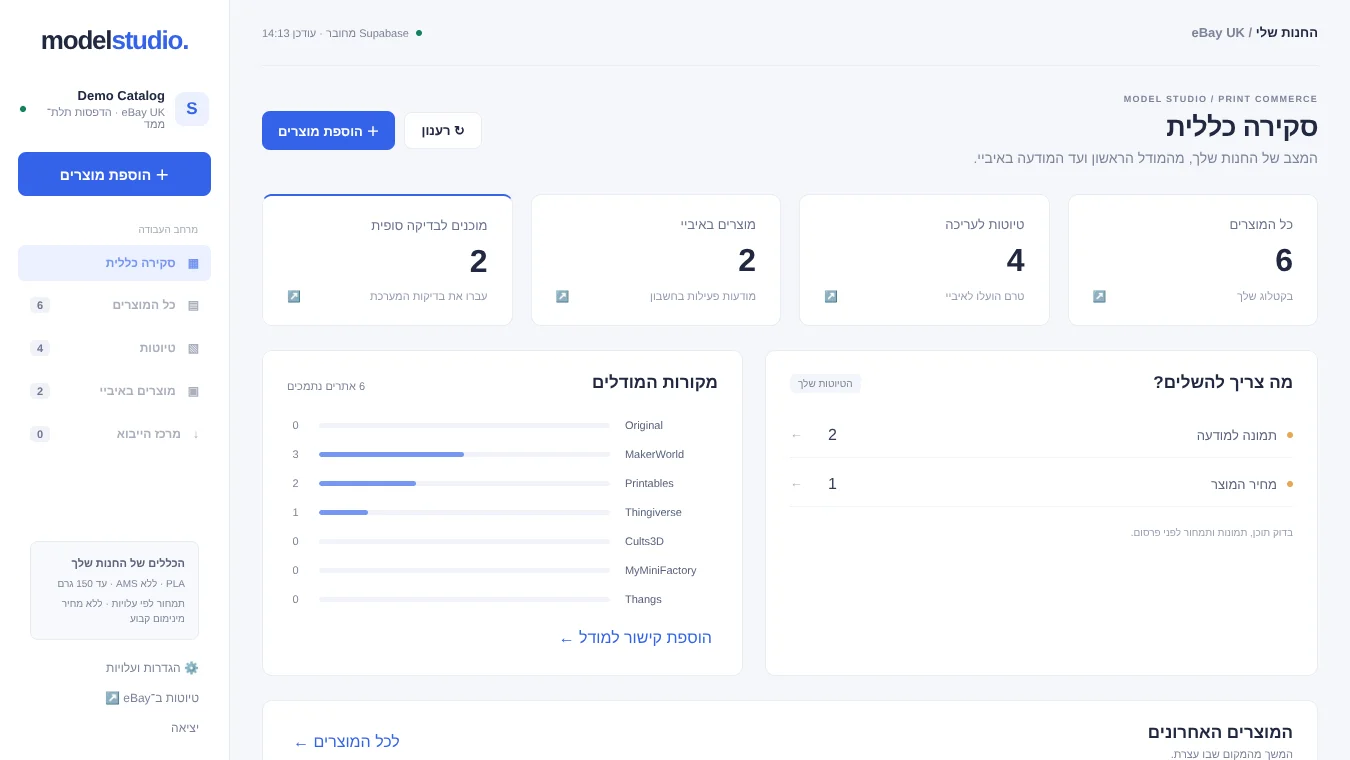 modelstudio.
Demo Catalog
eBay UK · הדפסות תלת־
ממד
S
＋ הוספת מוצרים
מרחב העבודה
סקירה כללית
כל המוצרים 6
טיוטות 4
מוצרים באיביי 2
↓ מרכז הייבוא 0
הכללים של החנות שלך
PLA · ללא AMS · עד 150 גרם
תמחור לפי עלויות · ללא מחיר
מינימום קבוע
הגדרות ועלויות
טיוטות ב־eBay
יציאה
החנות שלי / eBay UK
Supabase מחובר · עודכן 14:13
MODEL STUDIO / PRINT COMMERCE
סקירה כללית
המצב של החנות שלך, מהמודל הראשון ועד המודעה באיביי.
↻ רענון
＋ הוספת מוצרים
כל המוצרים
6
בקטלוג שלך
טיוטות לעריכה
4
טרם הועלו לאיביי
מוצרים באיביי
2
מודעות פעילות בחשבון
מוכנים לבדיקה סופית
2
עברו את בדיקות המערכת
מה צריך להשלים?
הטיוטות שלך
תמונה למודעה 2 ←
מחיר המוצר 1 ←
בדוק תוכן, תמונות ותמחור לפני פרסום.
מקורות המודלים
6 אתרים נתמכים
Original 0
MakerWorld 3
Printables 2
Thingiverse 1
Cults3D 0
MyMiniFactory 0
Thangs 0
הוספת קישור למודל ←
המוצרים האחרונים
המשך מהמקום שבו עצרת.
לכל המוצרים ←